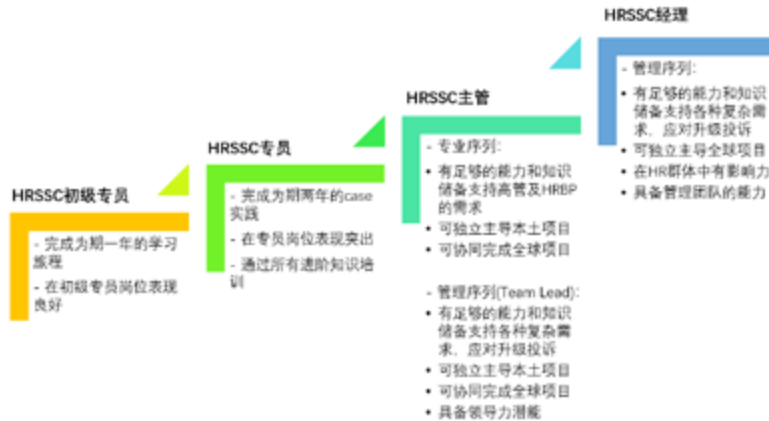 HRSSC初级专员
- 完成为期一年的学习
旅程
- 在初级专员岗位表现
良好
HRSSC专员
- 完成为期两年的case
实践
- 在专员岗位表现突出
- 通过所有进阶知识培
训
HRSSC主管
- 专业序列:
• 有足够的能力和知识
储备支持高管及HRBP
的需求
• 可独立主导本土项目
• 可协同完成全球项目
- 管理序列(Team Lead):
• 有足够的能力和知识
储备支持各种复杂需
求、应对升级投诉
• 可独立主导本土项目
• 可协同完成全球项目
• 具备领导力潜能
HRSSC经理
- 管理序列:
• 有足够的能力和知识
储备支持各种复杂需
求、应对升级投诉
• 可独立主导全球项目
• 在HR群体中有影响力
• 具备管理团队的能力